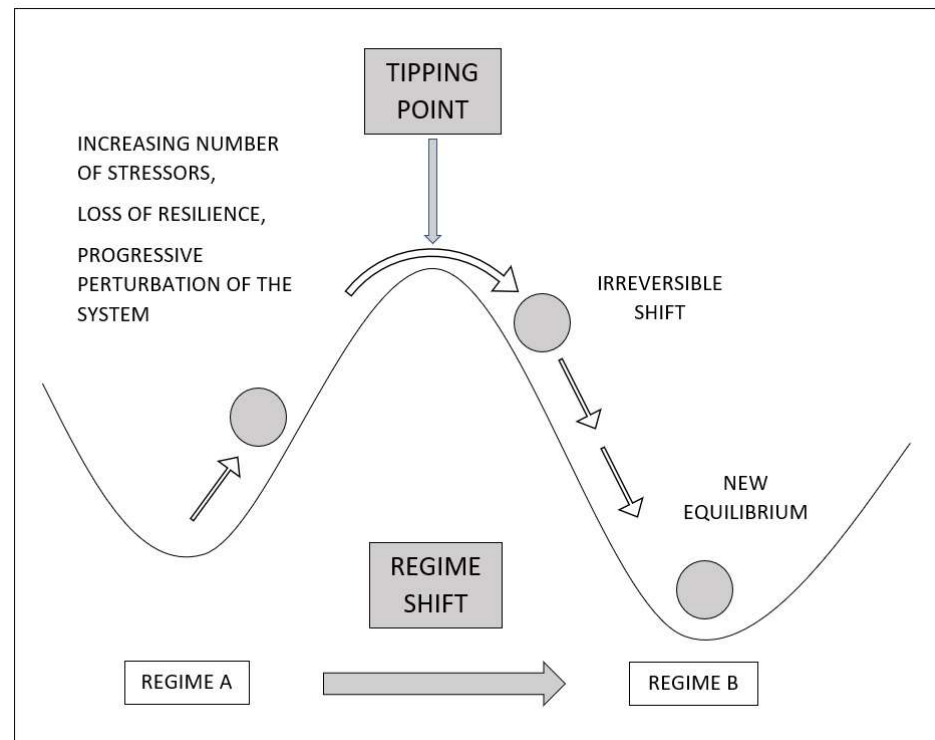 TIPPING
POINT
INCREASING NUMBER
OF STRESSORS,
LOSS OF RESILIENCE,
PROGRESSIVE
PERTURBATION OF THE
SYSTEM
IRREVERSIBLE
SHIFT
NEW
EQUILIBRIUM
REGIME
SHIFT
REGIME A
REGIME B